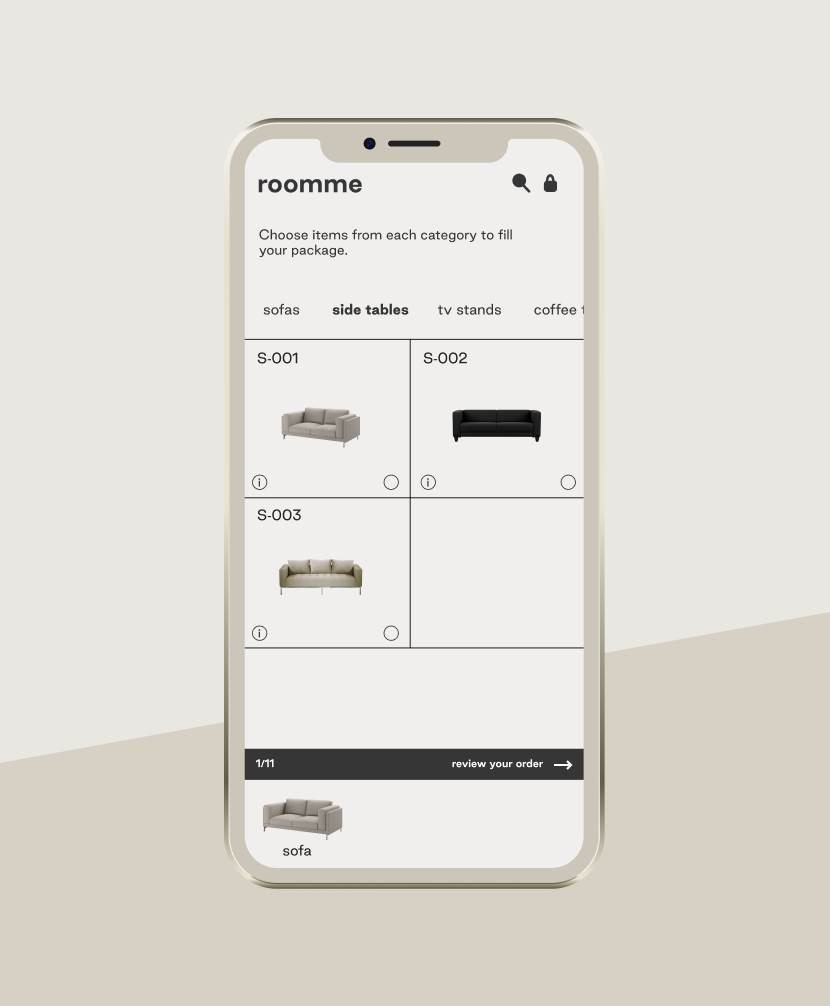 roomme
Choose items from each category to fill
your package.
sofas side tables tv stands coffee
S-001 S-002
i i
S-003
i
1/11 review your order →
sofa